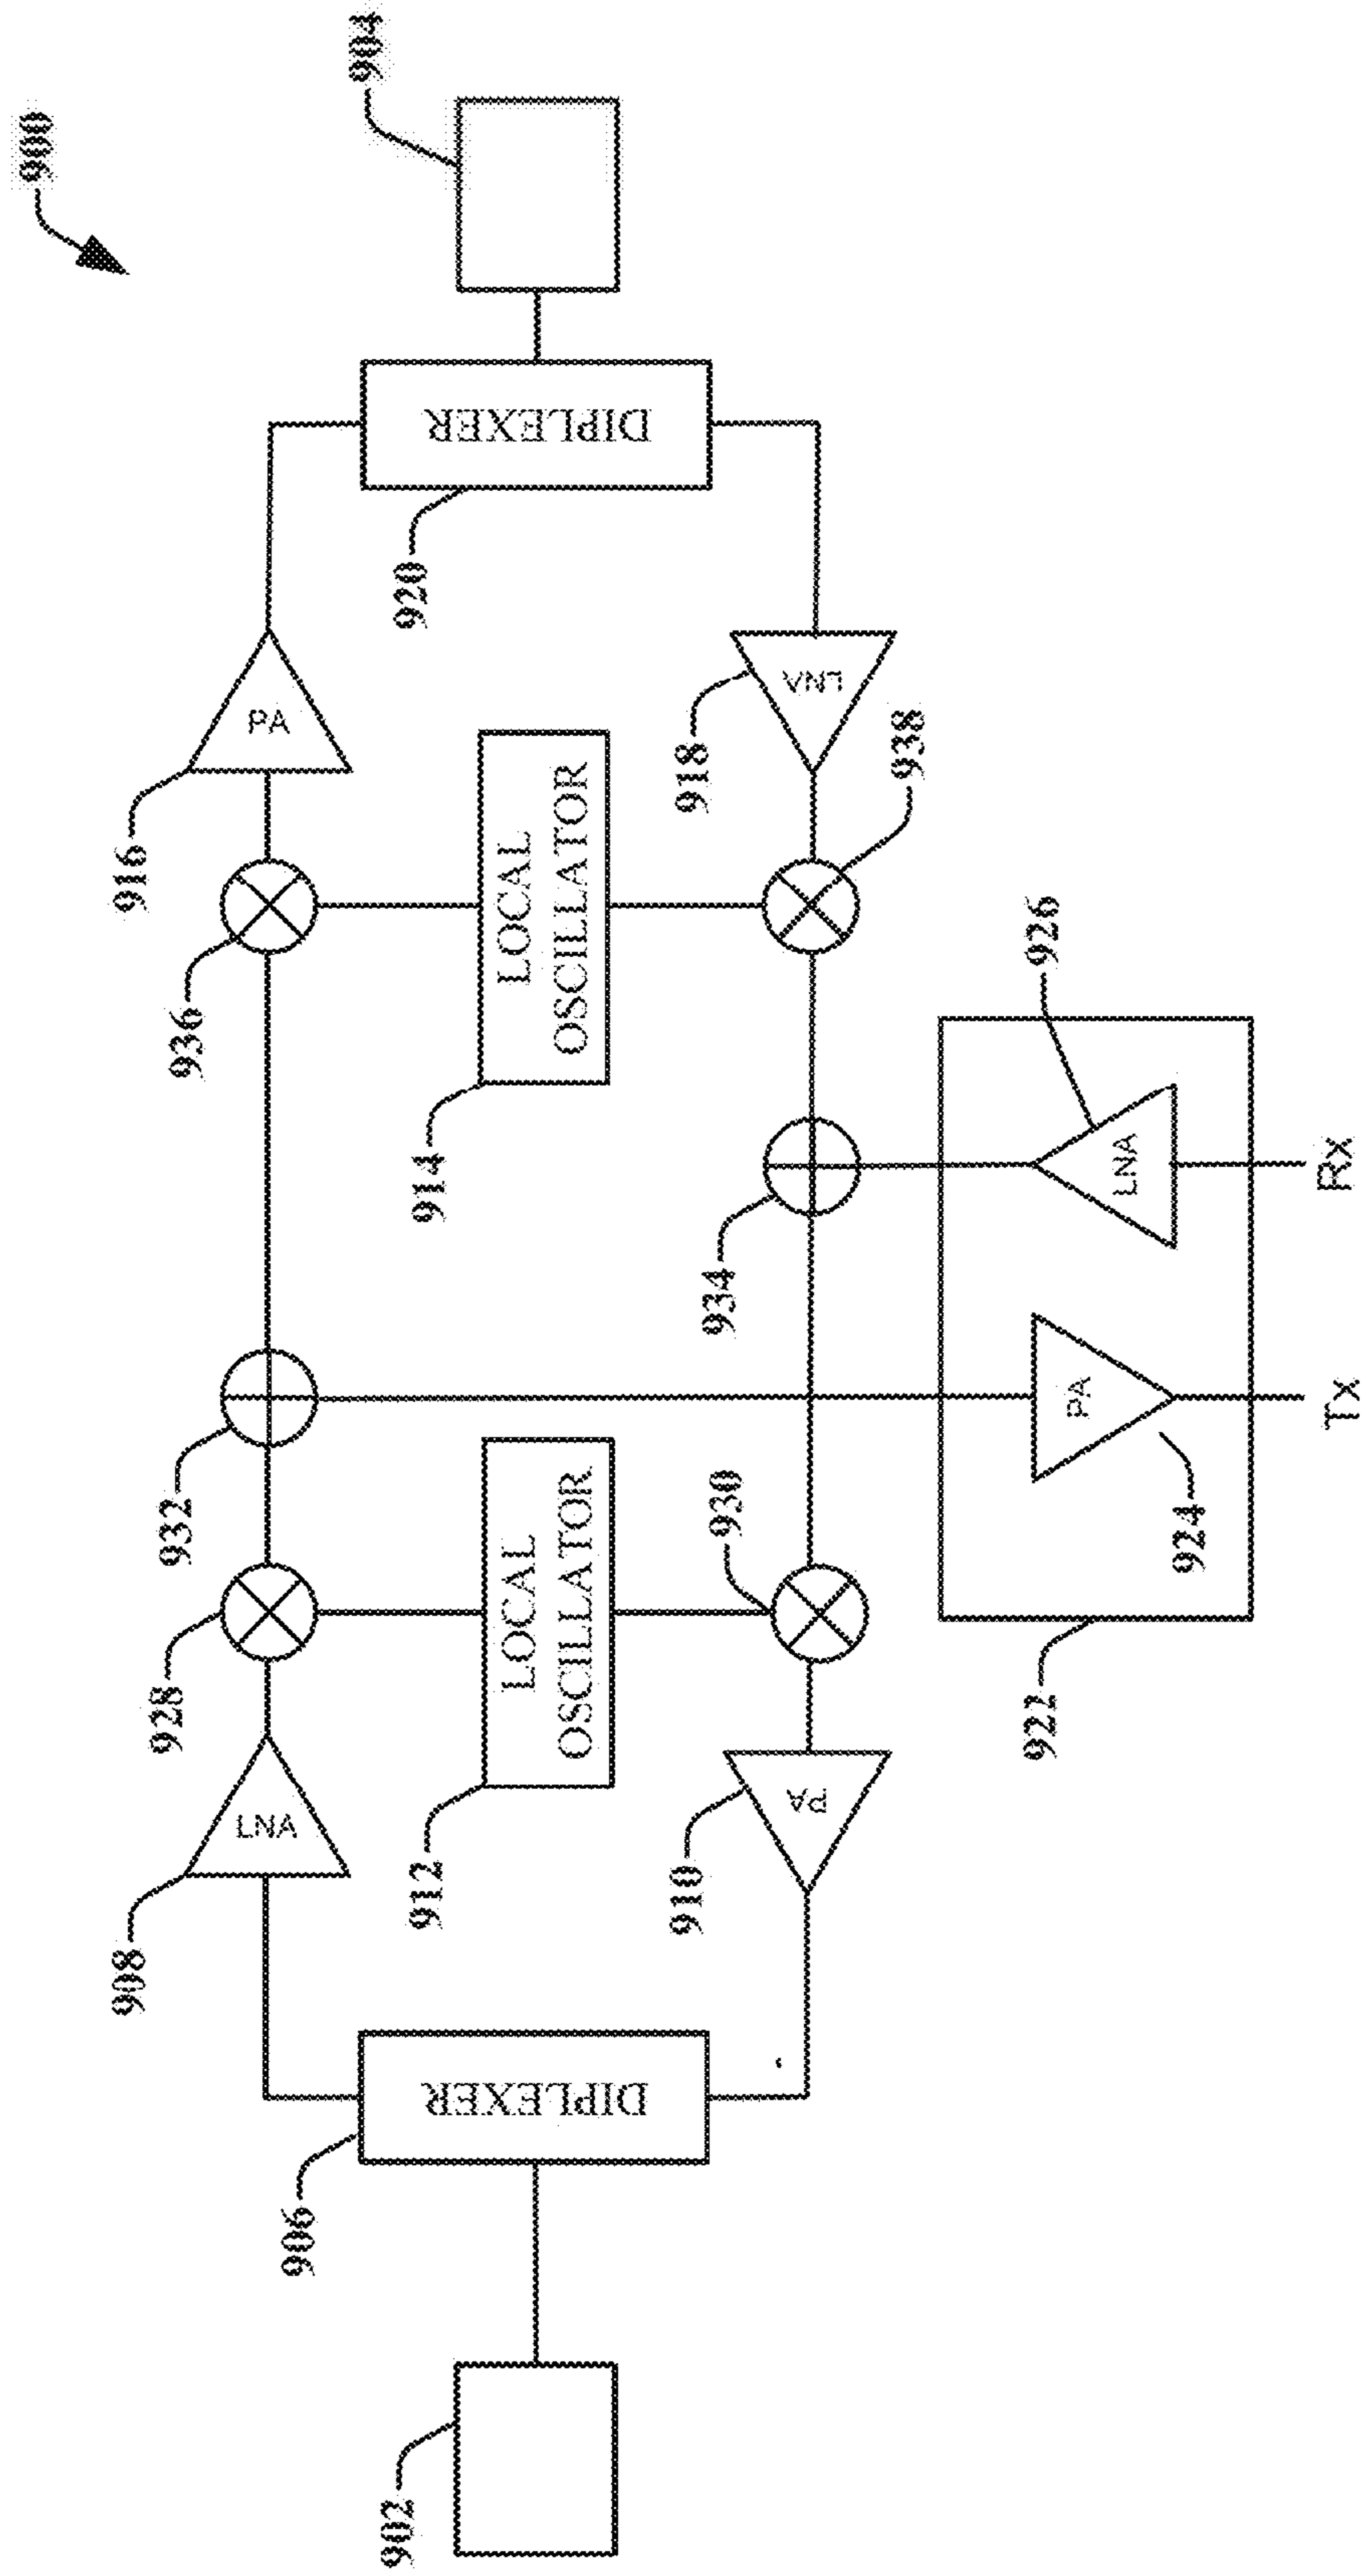 900
904
DIPLEXER
920
PA
916
LNA
918
938
936
LOCAL
OSCILLATOR
914
926
LNA
Rx
934
932
PA
Tx
924
922
LOCAL
OSCILLATOR
912
930
928
LNA
908
PA
910
DIPLEXER
906
902